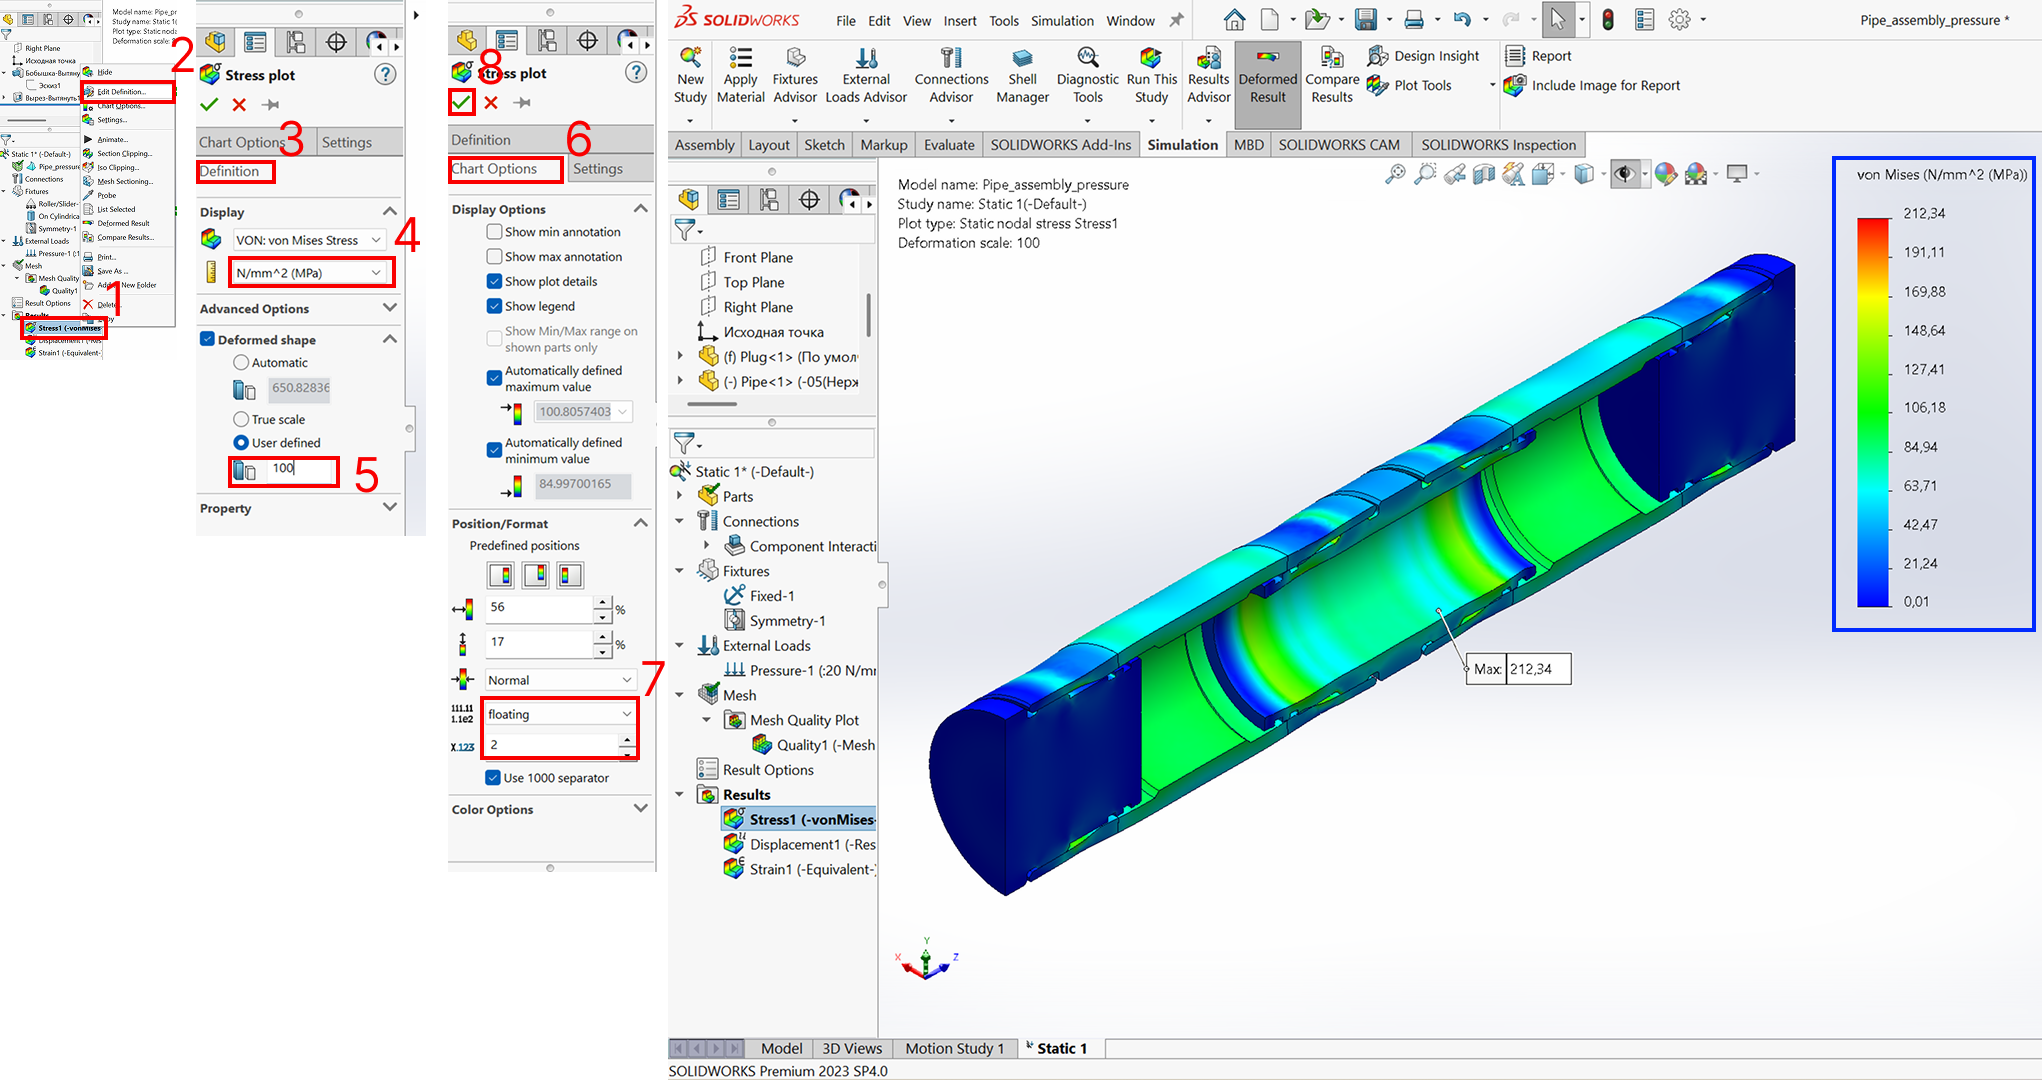 Model name: Pipe_pr
Study name: Static 1(
Plot type: Static noda
Deformation scale:
2
Right Plane
Исходная точка
Бобышка-Вытяну
Эскиз1
Вырез-Вытянуть1
Hide
Edit Definition...
Chart Options...
Settings...
Animate...
Section Clipping...
Iso Clipping...
Mesh Sectioning...
Probe
List Selected
Deformed Result
Compare Results...
Print...
Save As ...
Add New Folder
Delete
Static 1* (-Default-)
Pipe_pressure
Connections
Fixtures
Roller/Slider-
On Cylindrica
Symmetry-1
External Loads
Pressure-1 (:1
Mesh
Mesh Quality
Quality1
Result Options
1
Stress1 (-vonMises
Displacement1 (-Res
Strain1 (-Equivalent-
Stress plot
?
Chart Options
3
Settings
Definition
Display
VON: von Mises Stress
4
N/mm^2 (MPa)
Advanced Options
Deformed shape
Automatic
650.82836
True scale
User defined
100
5
Property
8
Stress plot
?
Definition
6
Chart Options
Settings
Display Options
Show min annotation
Show max annotation
Show plot details
Show legend
Show Min/Max range on
shown parts only
Automatically defined
maximum value
100.8057403
Automatically defined
minimum value
84.99700165
Position/Format
Predefined positions
56
%
17
%
Normal
7
111.11
1.1e2
floating
X.123
2
Use 1000 separator
Color Options
SOLIDWORKS
File Edit View Insert Tools Simulation Window
Pipe_assembly_pressure *
New
Study
Apply
Material
Fixtures
Advisor
External
Loads Advisor
Connections
Advisor
Shell
Manager
Diagnostic
Tools
Run This
Study
Results
Advisor
Deformed
Result
Compare
Results
Design Insight
Plot Tools
Report
Include Image for Report
Assembly Layout Sketch Markup Evaluate SOLIDWORKS Add-Ins Simulation MBD SOLIDWORKS CAM SOLIDWORKS Inspection
Front Plane
Top Plane
Right Plane
Исходная точка
(f) Plug<1> (По умол
(-) Pipe<1> (-05(Нерж
Static 1* (-Default-)
Parts
Connections
Component Interacti
Fixtures
Fixed-1
Symmetry-1
External Loads
Pressure-1 (:20 N/mr
Mesh
Mesh Quality Plot
Quality1 (-Mesh
Result Options
Results
Stress1 (-vonMises-
Displacement1 (-Res
Strain1 (-Equivalent-
Model name: Pipe_assembly_pressure
Study name: Static 1(-Default-)
Plot type: Static nodal stress Stress1
Deformation scale: 100
von Mises (N/mm^2 (MPa))
212,34
191,11
169,88
148,64
127,41
106,18
84,94
63,71
42,47
21,24
0,01
Max: 212,34
Y
X
Z
Model 3D Views Motion Study 1 Static 1
SOLIDWORKS Premium 2023 SP4.0